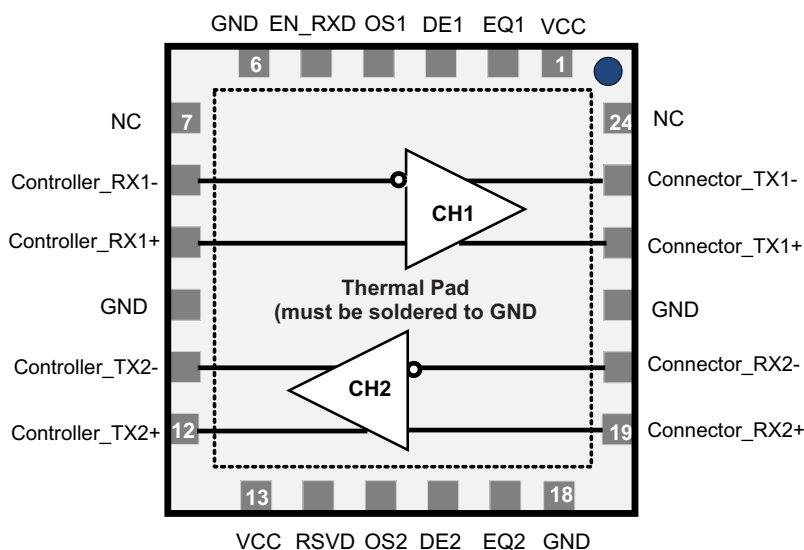 GND EN_RXD OS1 DE1 EQ1 VCC
6 1
NC 7 24 NC
Controller_RX1- Connector_TX1-
CH1
Controller_RX1+ Connector_TX1+
Thermal Pad
GND (must be soldered to GND GND
Controller_TX2- Connector_RX2-
CH2
Controller_TX2+ 12 19 Connector_RX2+
13 18
VCC RSVD OS2 DE2 EQ2 GND